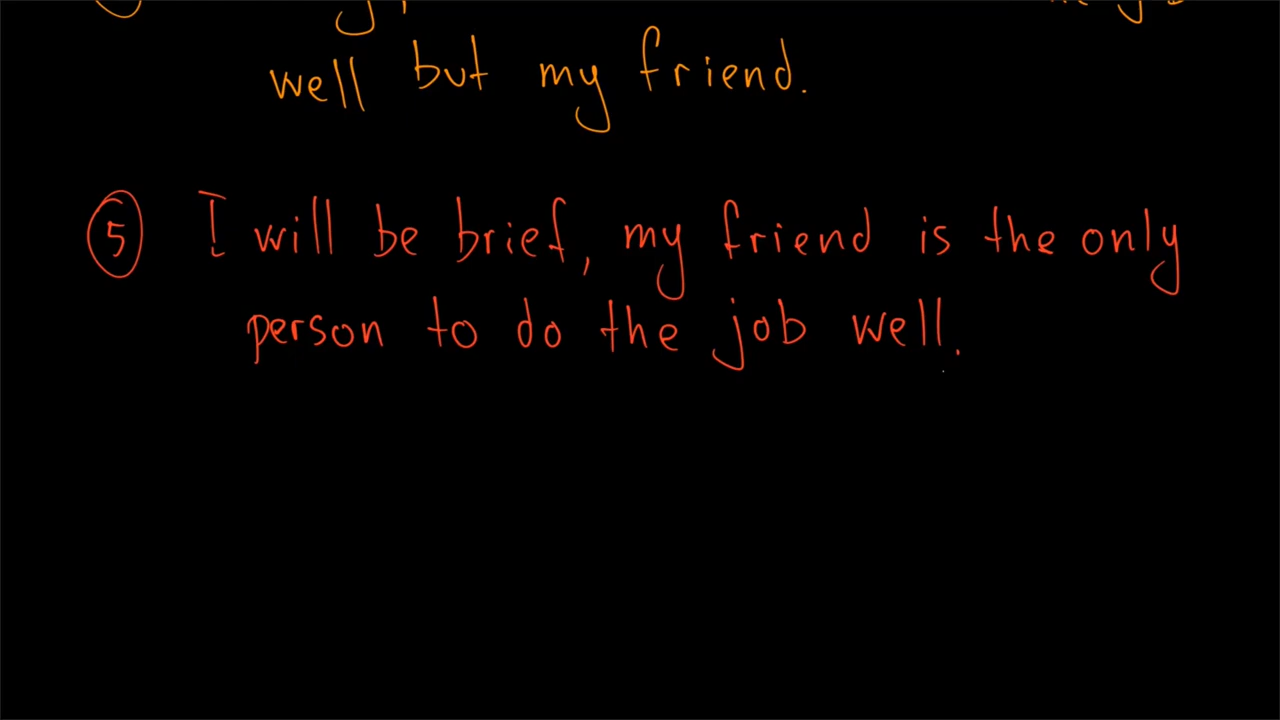 well but my friend.
5 I will be brief, my friend is the only
person to do the job well.